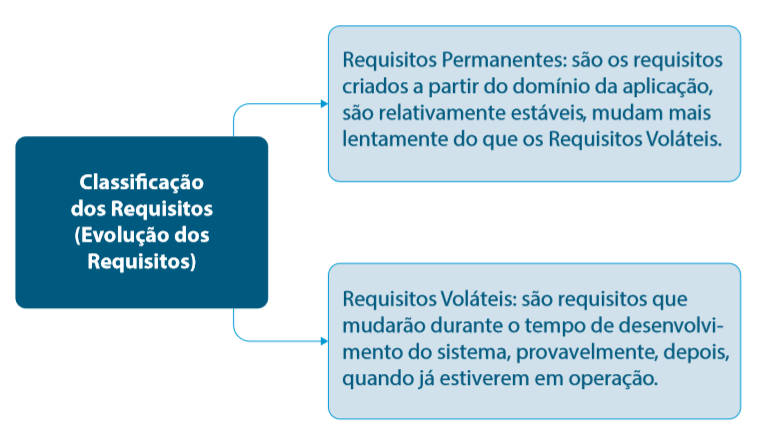 Classificação
dos Requisitos
(Evolução dos
Requisitos)
Requisitos Permanentes: são os requisitos
criados a partir do domínio da aplicação,
são relativamente estáveis, mudam mais
lentamente do que os Requisitos Voláteis.
Requisitos Voláteis: são requisitos que
mudarão durante o tempo de desenvolvi-
mento do sistema, provavelmente, depois,
quando já estiverem em operação.